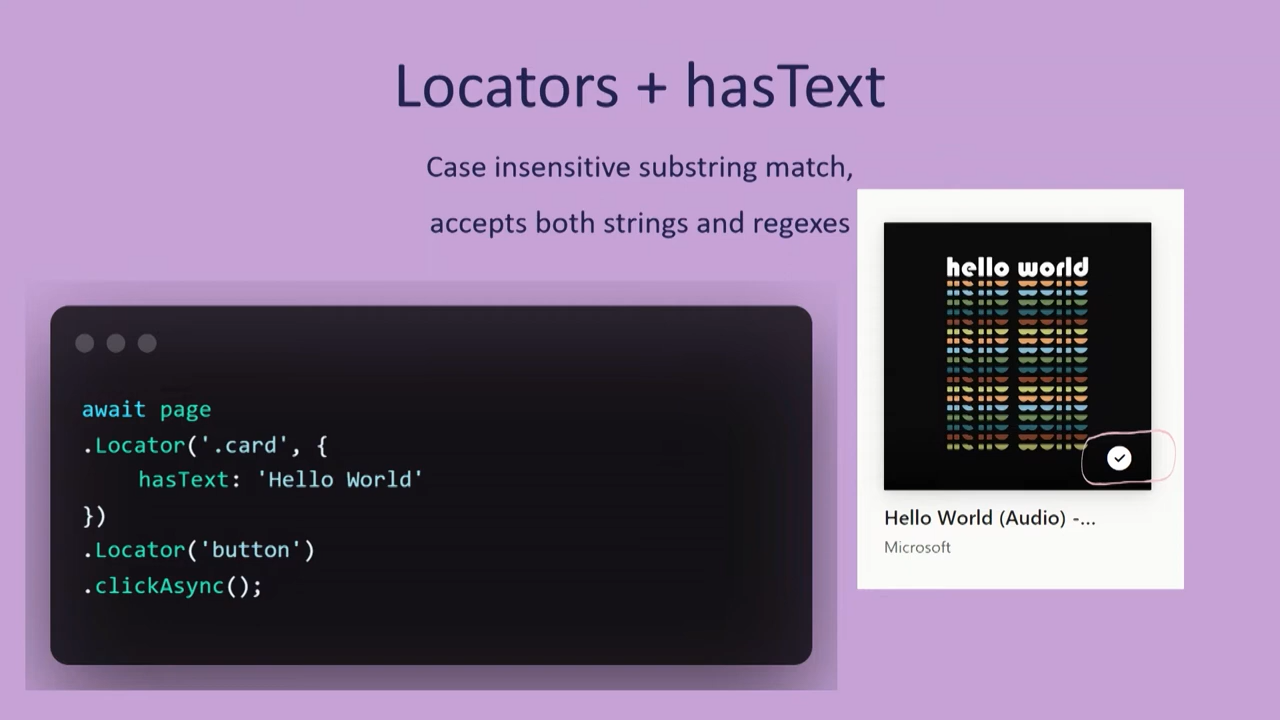 Locators + hasText
Case insensitive substring match,
accepts both strings and regexes
await page
.Locator('.card', {
    hasText: 'Hello World'
})
.Locator('button')
.clickAsync();
hello world
Hello World (Audio) -...
Microsoft